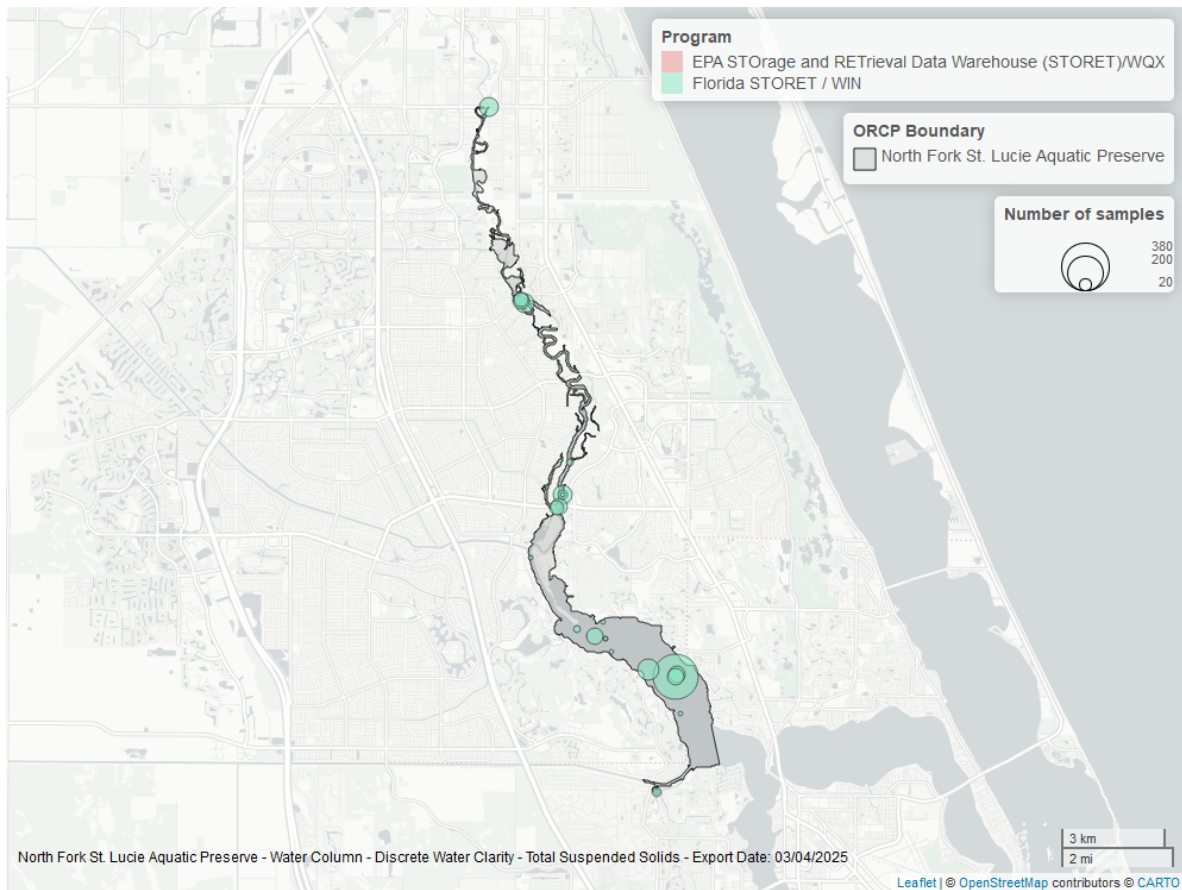 Program
EPA STOrage and RETrieval Data Warehouse (STORET)/WQX
Florida STORET / WIN
ORCP Boundary
North Fork St. Lucie Aquatic Preserve
Number of samples
380
200
20
3 km
2 mi
North Fork St. Lucie Aquatic Preserve - Water Column - Discrete Water Clarity - Total Suspended Solids - Export Date: 03/04/2025
Leaflet | © OpenStreetMap contributors © CARTO